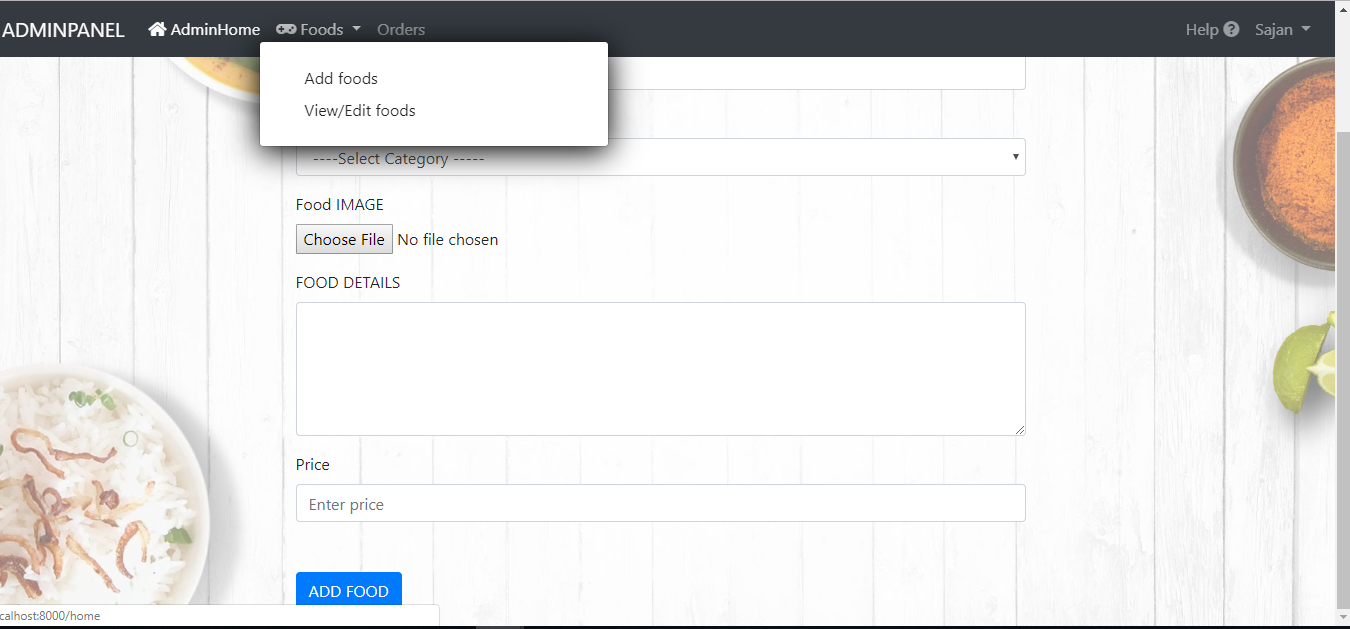 ADMINPANEL AdminHome Foods Orders Help Sajan
Add foods
View/Edit foods
----Select Category -----
Food IMAGE
Choose File No file chosen
FOOD DETAILS
Price
Enter price
ADD FOOD
calhost:8000/home